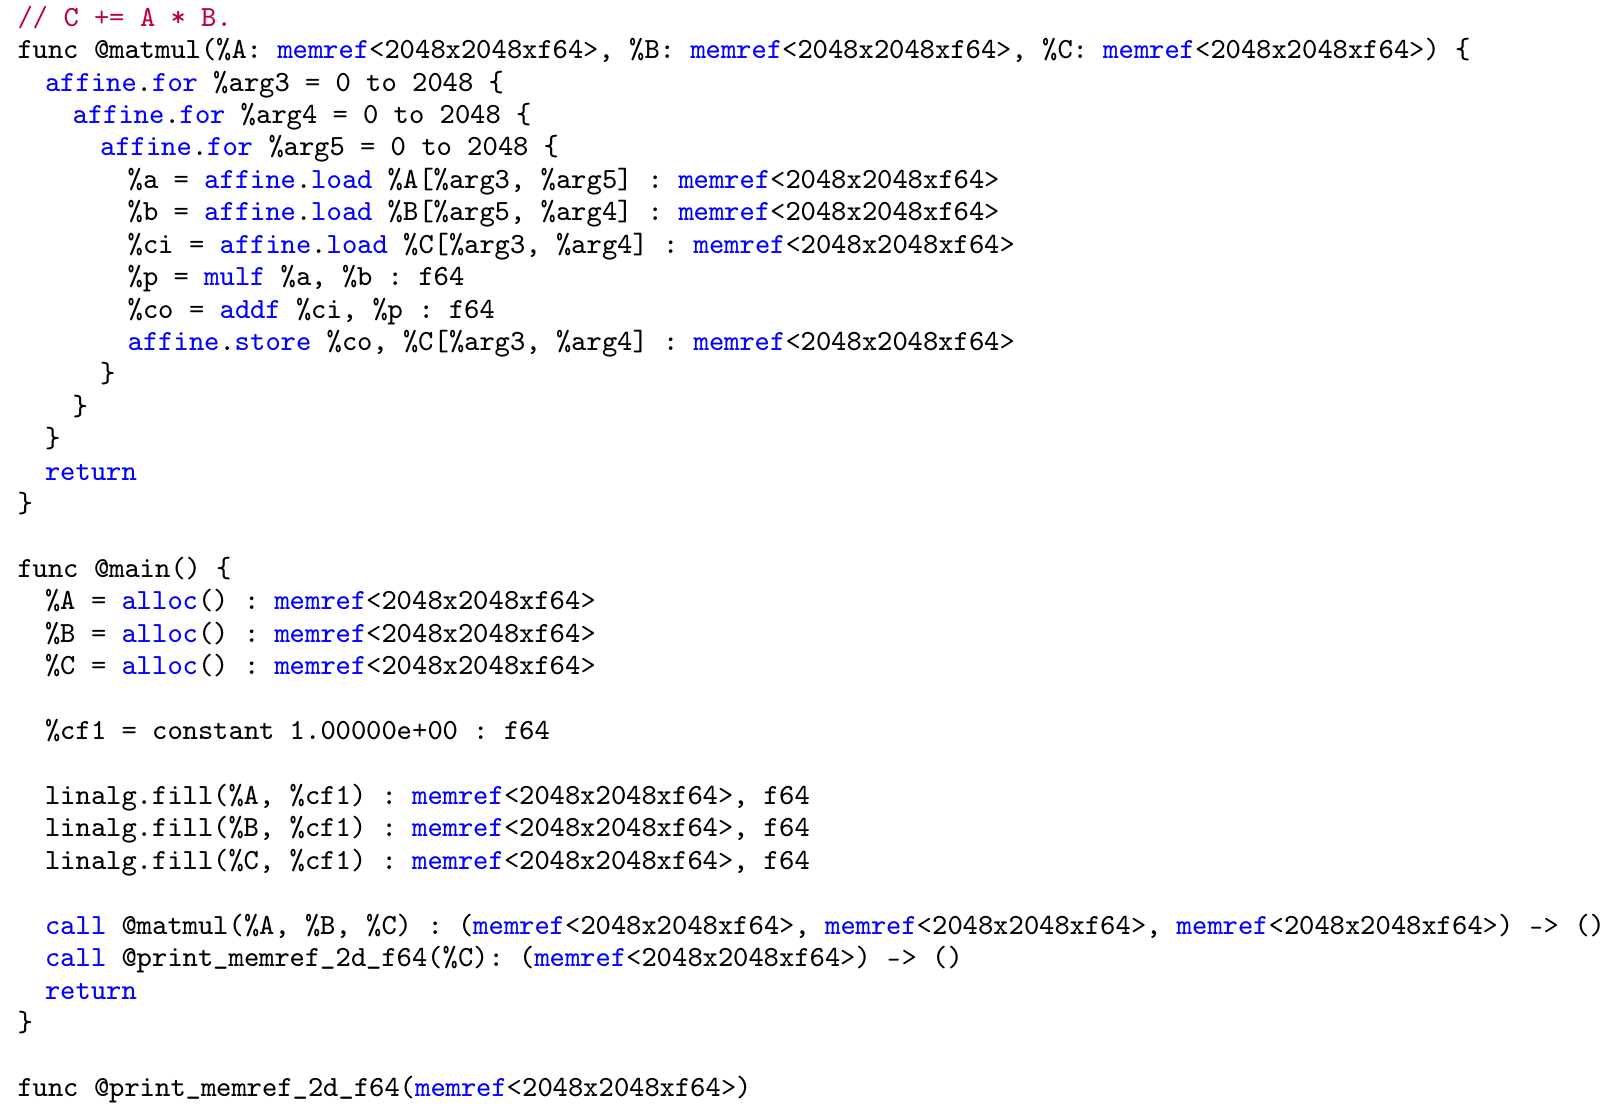 // C += A * B.
func @matmul(%A: memref<2048x2048xf64>, %B: memref<2048x2048xf64>, %C: memref<2048x2048xf64>) {
  affine.for %arg3 = 0 to 2048 {
    affine.for %arg4 = 0 to 2048 {
      affine.for %arg5 = 0 to 2048 {
        %a = affine.load %A[%arg3, %arg5] : memref<2048x2048xf64>
        %b = affine.load %B[%arg5, %arg4] : memref<2048x2048xf64>
        %ci = affine.load %C[%arg3, %arg4] : memref<2048x2048xf64>
        %p = mulf %a, %b : f64
        %co = addf %ci, %p : f64
        affine.store %co, %C[%arg3, %arg4] : memref<2048x2048xf64>
      }
    }
  }
  return
}

func @main() {
  %A = alloc() : memref<2048x2048xf64>
  %B = alloc() : memref<2048x2048xf64>
  %C = alloc() : memref<2048x2048xf64>

  %cf1 = constant 1.00000e+00 : f64

  linalg.fill(%A, %cf1) : memref<2048x2048xf64>, f64
  linalg.fill(%B, %cf1) : memref<2048x2048xf64>, f64
  linalg.fill(%C, %cf1) : memref<2048x2048xf64>, f64

  call @matmul(%A, %B, %C) : (memref<2048x2048xf64>, memref<2048x2048xf64>, memref<2048x2048xf64>) -> ()
  call @print_memref_2d_f64(%C): (memref<2048x2048xf64>) -> ()
  return
}

func @print_memref_2d_f64(memref<2048x2048xf64>)